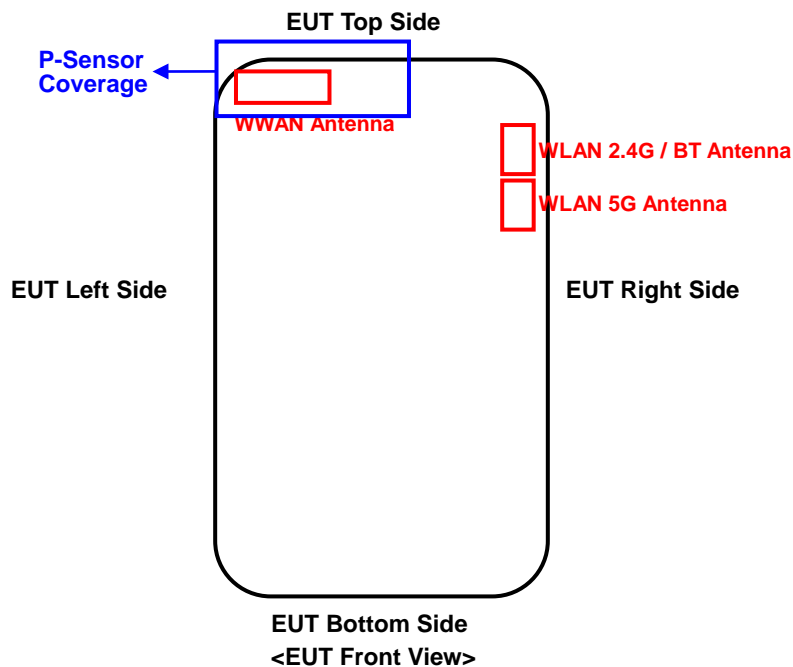 EUT Top Side
P-Sensor
Coverage
WWAN Antenna
WLAN 2.4G / BT Antenna
WLAN 5G Antenna
EUT Left Side
EUT Right Side
EUT Bottom Side
<EUT Front View>